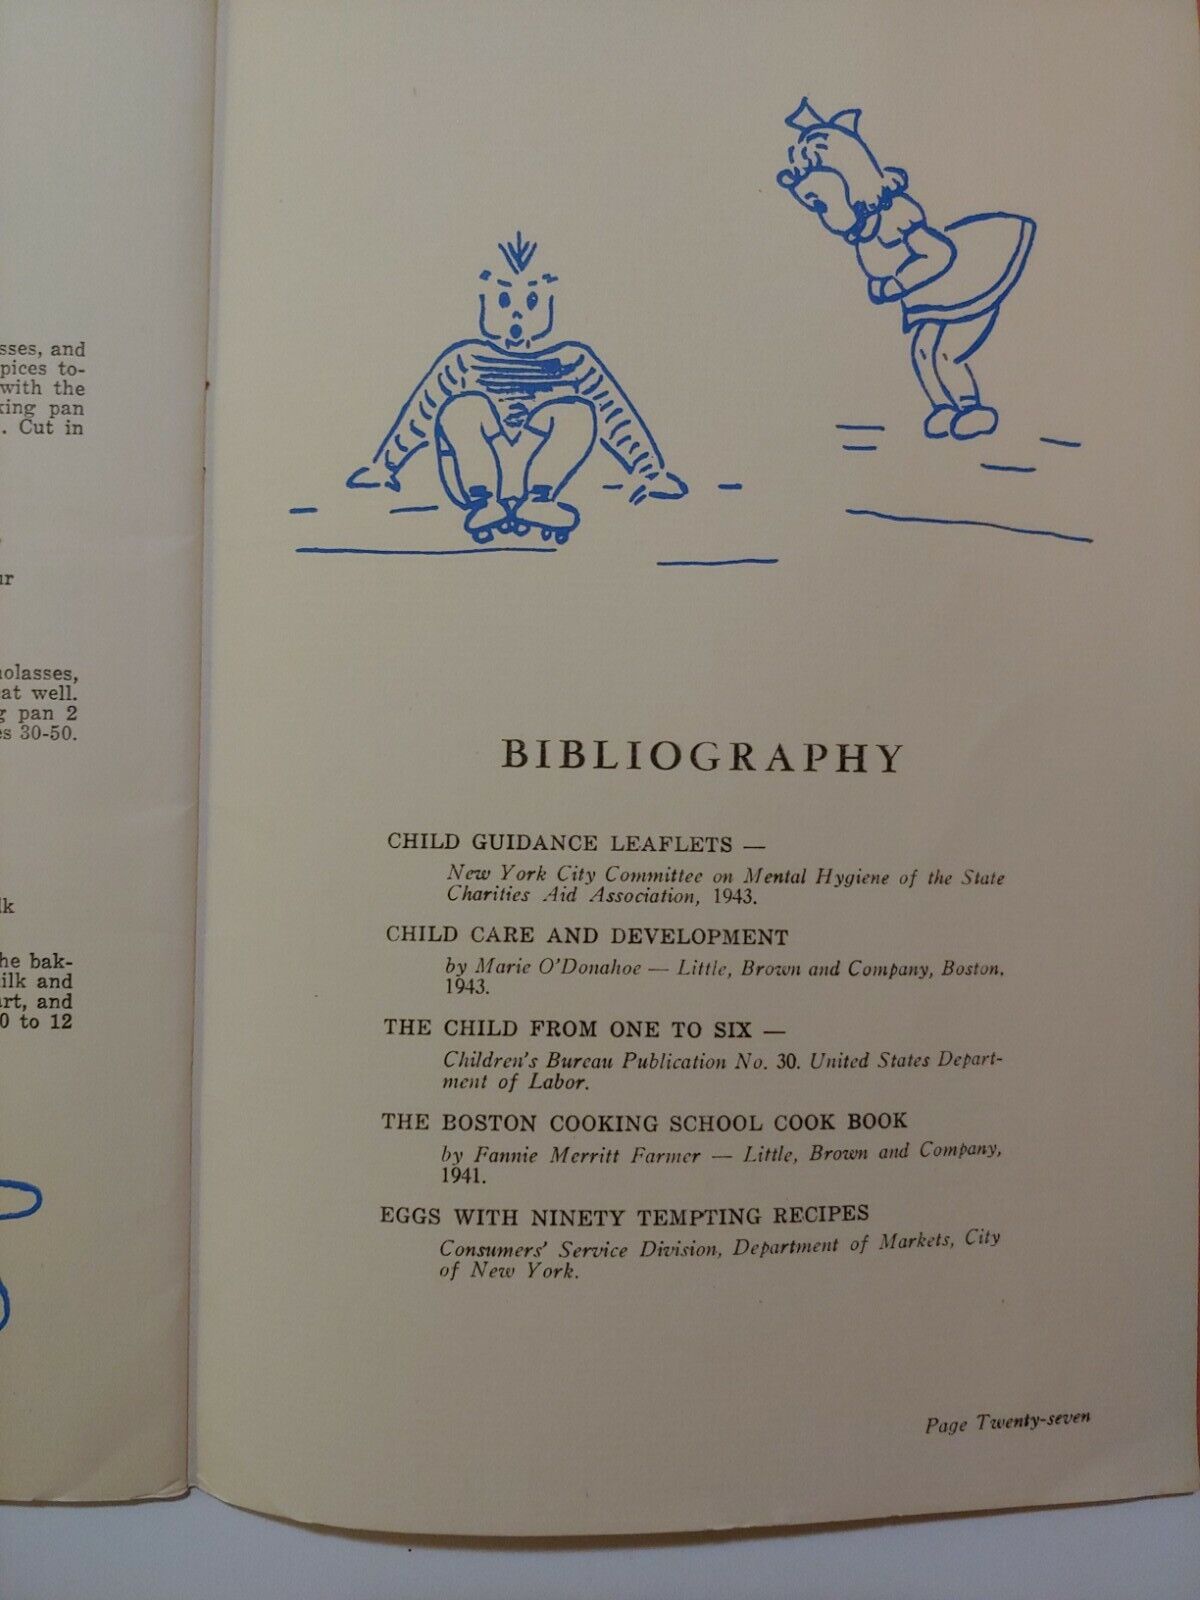 sses, and
pices to-
with the
king pan
. Cut in
ur
olasses,
at well.
g pan 2
es 30-50.
lk
he bak-
ilk and
rt, and
0 to 12
BIBLIOGRAPHY
CHILD GUIDANCE LEAFLETS —
New York City Committee on Mental Hygiene of the State
Charities Aid Association, 1943.
CHILD CARE AND DEVELOPMENT
by Marie O'Donahoe — Little, Brown and Company, Boston,
1943.
THE CHILD FROM ONE TO SIX —
Children's Bureau Publication No. 30. United States Depart-
ment of Labor.
THE BOSTON COOKING SCHOOL COOK BOOK
by Fannie Merritt Farmer — Little, Brown and Company,
1941.
EGGS WITH NINETY TEMPTING RECIPES
Consumers' Service Division, Department of Markets, City
of New York.
Page Twenty-seven